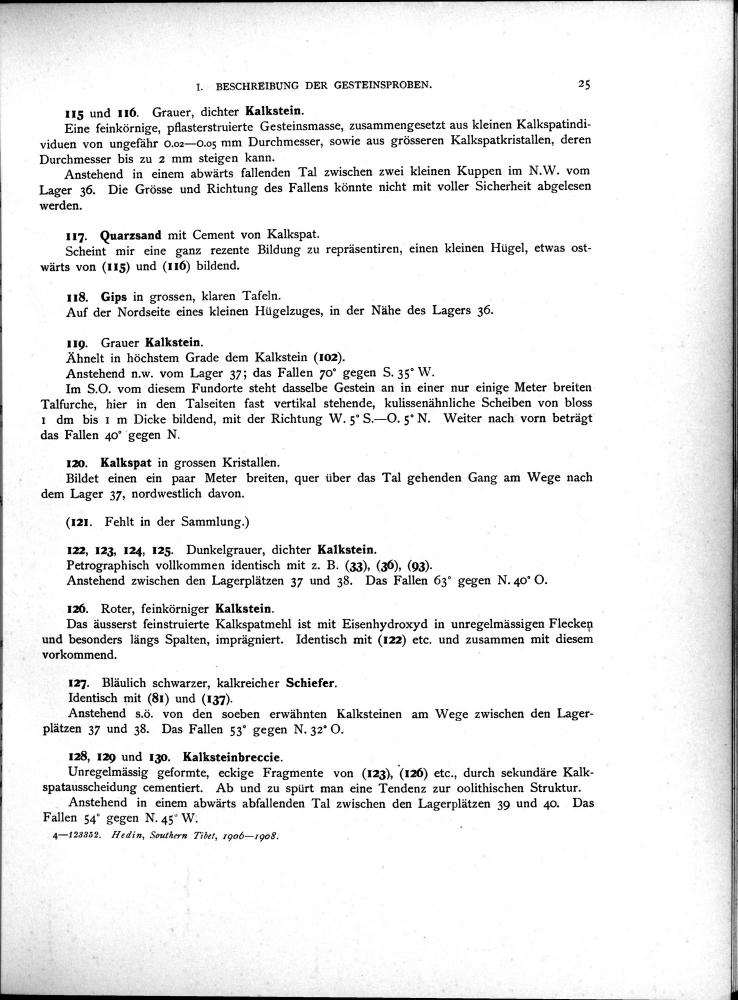 I. BESCHREIBUNG DER GESTEINSPROBEN. 25
115 und 116. Grauer, dichter Kalkstein.
Eine feinkörnige, pflasterstruierte Gesteinsmasse, zusammengesetzt aus kleinen Kalkspatindi-
viduen von ungefähr 0.02—0.05 mm Durchmesser, sowie aus grösseren Kalkspatkristallen, deren
Durchmesser bis zu 2 mm steigen kann.
Anstehend in einem abwärts fallenden Tal zwischen zwei kleinen Kuppen im N.W. vom
Lager 36. Die Grösse und Richtung des Fallens könnte nicht mit voller Sicherheit abgelesen
werden.
117. Quarzsand mit Cement von Kalkspat.
Scheint mir eine ganz rezente Bildung zu repräsentiren, einen kleinen Hügel, etwas ost-
wärts von (115) und (116) bildend.
118. Gips in grossen, klaren Tafeln.
Auf der Nordseite eines kleinen Hügelzuges, in der Nähe des Lagers 36.
119. Grauer Kalkstein.
Ähnelt in höchstem Grade dem Kalkstein (102).
Anstehend n.w. vom Lager 37; das Fallen 70° gegen S. 35° W.
Im S.O. vom diesem Fundorte steht dasselbe Gestein an in einer nur einige Meter breiten
Talfurche, hier in den Talseiten fast vertikal stehende, kulissenähnliche Scheiben von bloss
1 dm bis 1 m Dicke bildend, mit der Richtung W. 5° S.—O. 5° N. Weiter nach vorn beträgt
das Fallen 40° gegen N.
120. Kalkspat in grossen Kristallen.
Bildet einen ein paar Meter breiten, quer über das Tal gehenden Gang am Wege nach
dem Lager 37, nordwestlich davon.
(121. Fehlt in der Sammlung.)
122, 123, 124, 125. Dunkelgrauer, dichter Kalkstein.
Petrographisch vollkommen identisch mit z. B. (33), (36), (93).
Anstehend zwischen den Lagerplätzen 37 und 38. Das Fallen 63° gegen N. 40° O.
126. Roter, feinkörniger Kalkstein.
Das äusserst feinstruierte Kalkspatmehl ist mit Eisenhydroxyd in unregelmässigen Flecken
und besonders längs Spalten, imprägniert. Identisch mit (122) etc. und zusammen mit diesem
vorkommend.
127. Bläulich schwarzer, kalkreicher Schiefer.
Identisch mit (81) und (137).
Anstehend s.ö. von den soeben erwähnten Kalksteinen am Wege zwischen den Lager-
plätzen 37 und 38. Das Fallen 53° gegen N. 32° O.
128, 129 und 130. Kalksteinbreccie.
Unregelmässig geformte, eckige Fragmente von (123), (126) etc., durch sekundäre Kalk-
spatausscheidung cementiert. Ab und zu spürt man eine Tendenz zur oolithischen Struktur.
Anstehend in einem abwärts abfallenden Tal zwischen den Lagerplätzen 39 und 40. Das
Fallen 54° gegen N. 45° W.
4—123352. Hedin, Southern Tibet, 1906—1908.